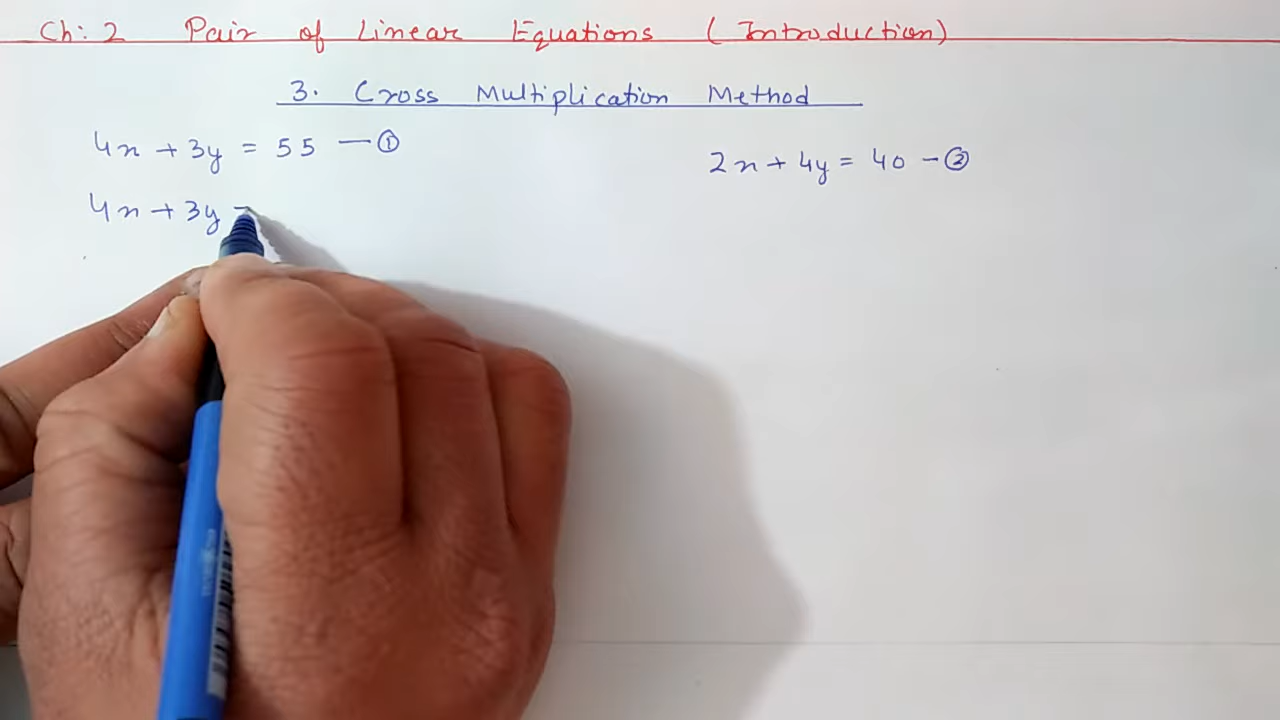 Ch: 2 Pair of Linear Equations (Introduction)
3. Cross Multiplication Method
4x + 3y = 55 — ①
2x + 4y = 40 - ②
4x + 3y -